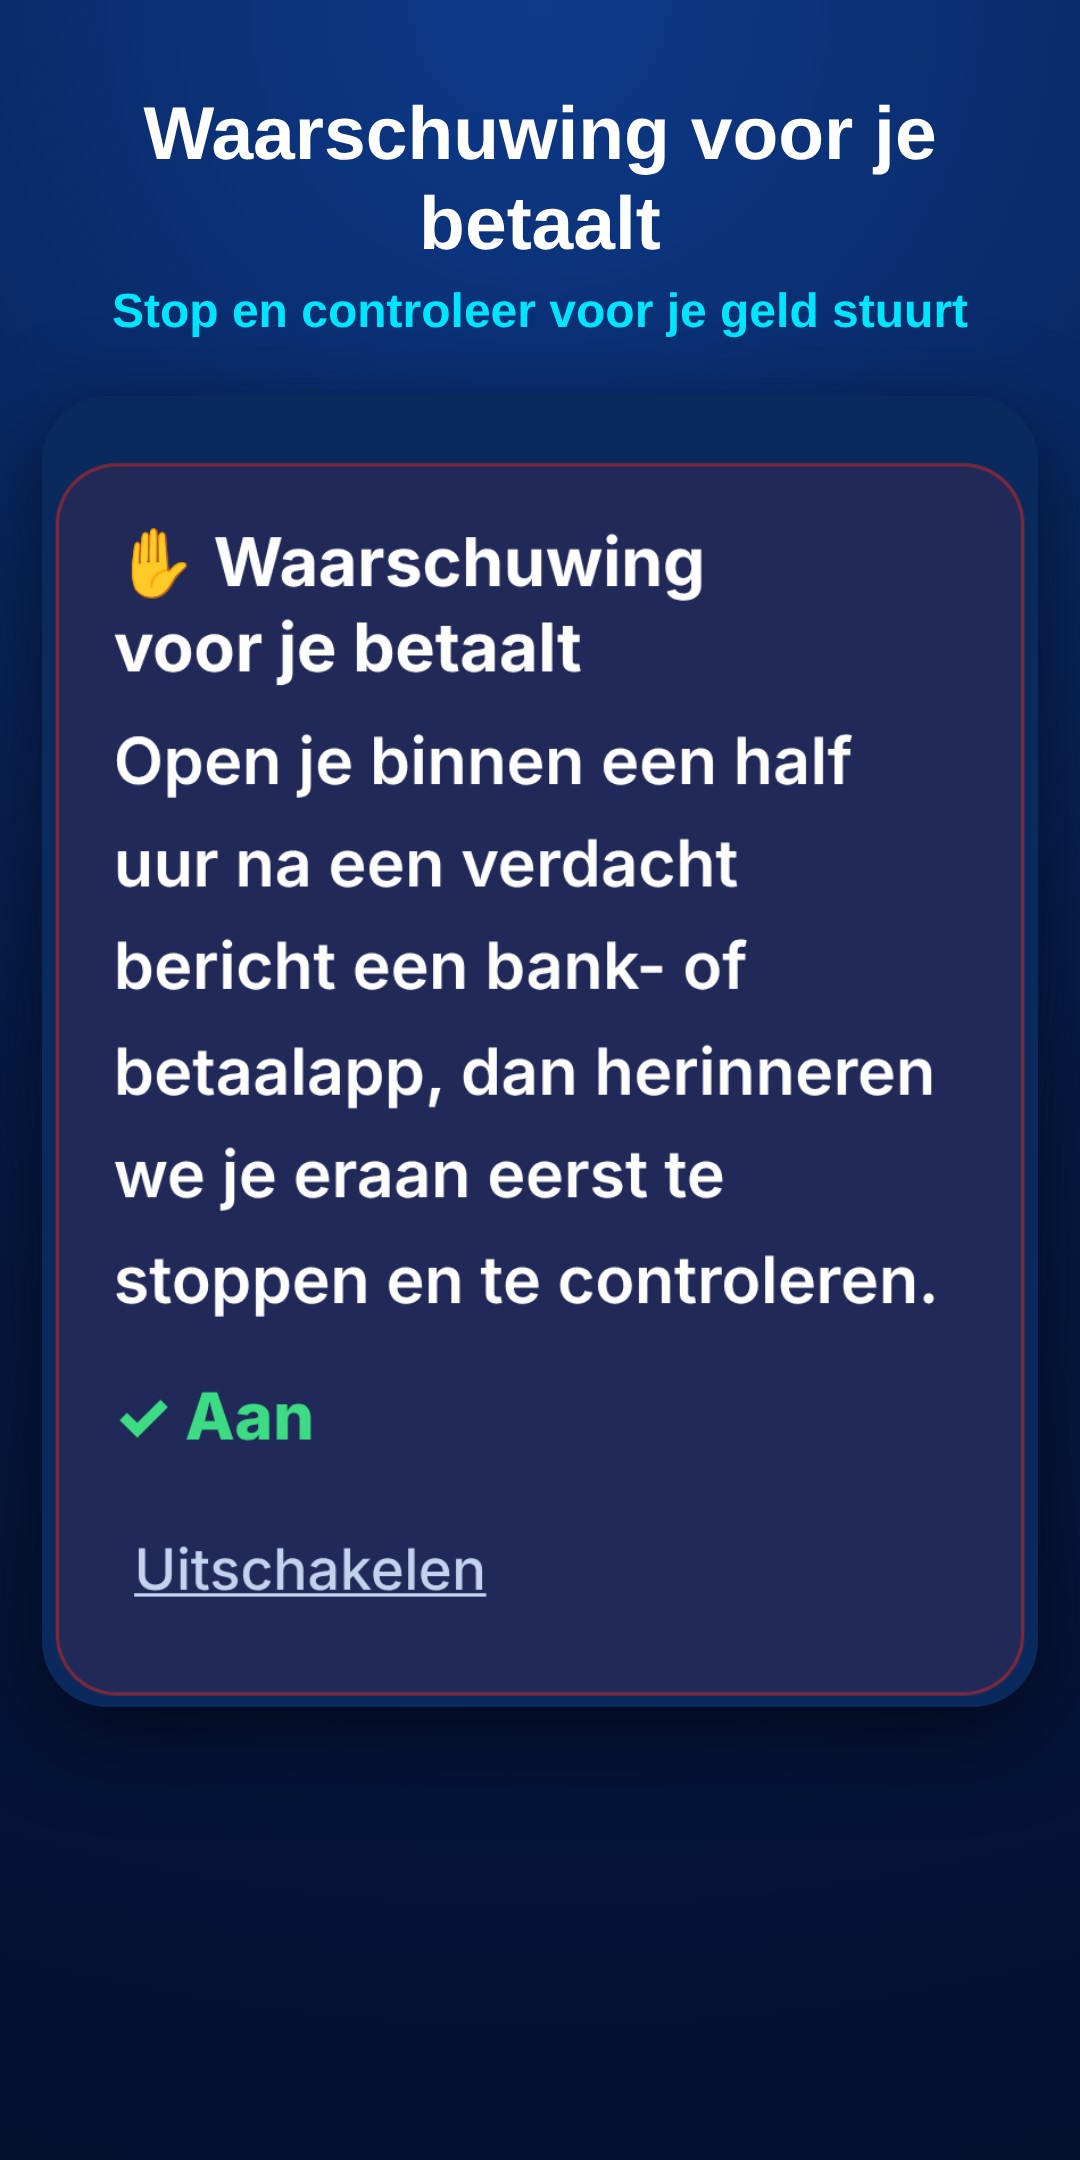 Waarschuwing voor je
betaalt
Stop en controleer voor je geld stuurt
✋ Waarschuwing
voor je betaalt
Open je binnen een half
uur na een verdacht
bericht een bank- of
betaalapp, dan herinneren
we je eraan eerst te
stoppen en te controleren.
✓ Aan
Uitschakelen